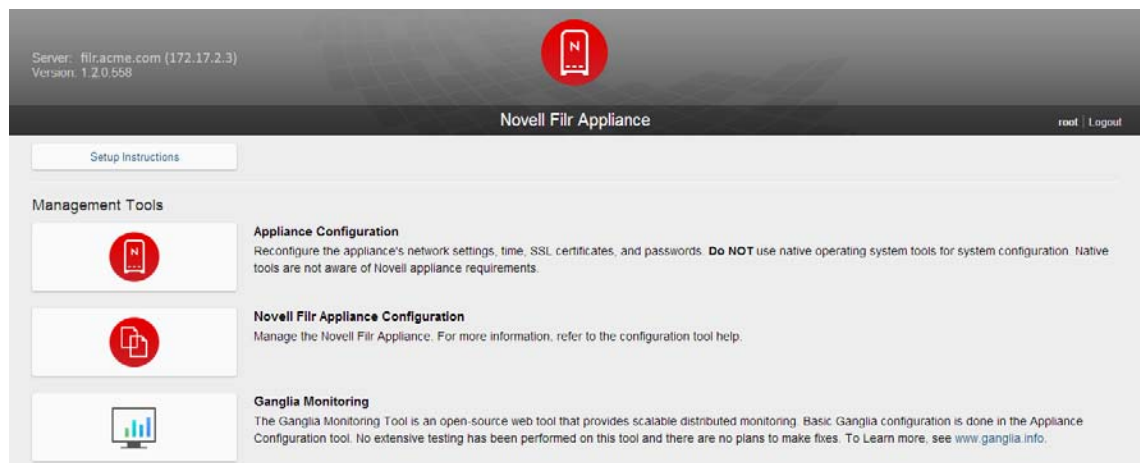 Server: filr.acme.com (172.17.2.3)
Version: 1.2.0.558
N
Novell Filr Appliance
root | Logout
Setup Instructions
Management Tools
N
Appliance Configuration
Reconfigure the appliance's network settings, time, SSL certificates, and passwords. Do NOT use native operating system tools for system configuration. Native
tools are not aware of Novell appliance requirements.
Novell Filr Appliance Configuration
Manage the Novell Filr Appliance. For more information, refer to the configuration tool help.
Ganglia Monitoring
The Ganglia Monitoring Tool is an open-source web tool that provides scalable distributed monitoring. Basic Ganglia configuration is done in the Appliance
Configuration tool. No extensive testing has been performed on this tool and there are no plans to make fixes. To Learn more, see www.ganglia.info.